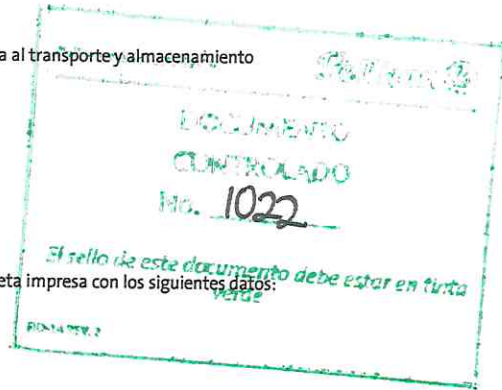 a al transporte y almacenamiento
DOCUMENTO
CONTROLADO
No. 1022
El sello de este documento debe estar en tinta
verde
eta impresa con los siguientes datos: